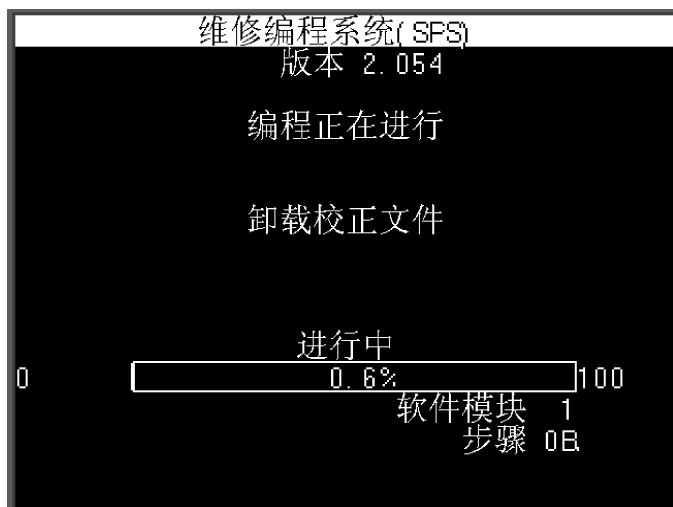 维修编程系统(SPS)
版本 2.054
编程正在进行
卸载校正文件
进行中
0 0.6% 100
软件模块 1
步骤 0B